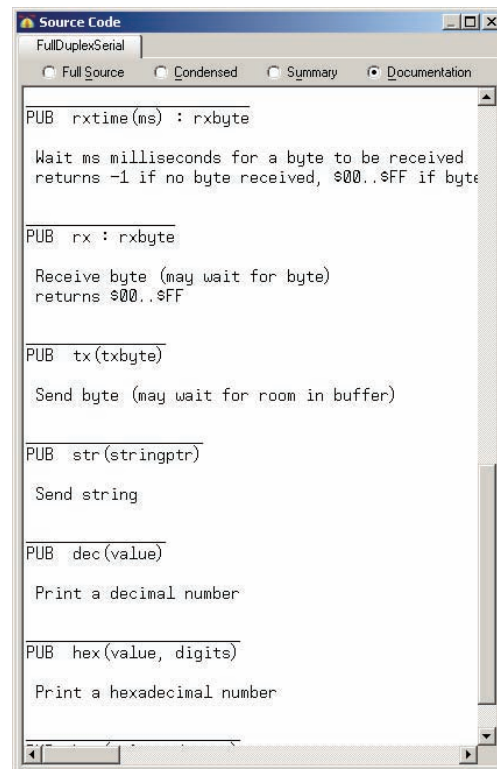 Source Code
FullDuplexSerial
Full Source Condensed Summary Documentation
PUB rxtime(ms) : rxbyte
Wait ms milliseconds for a byte to be received
returns -1 if no byte received, $00..$FF if byte
PUB rx : rxbyte
Receive byte (may wait for byte)
returns $00..$FF
PUB tx(txbyte)
Send byte (may wait for room in buffer)
PUB str(stringptr)
Send string
PUB dec(value)
Print a decimal number
PUB hex(value, digits)
Print a hexadecimal number